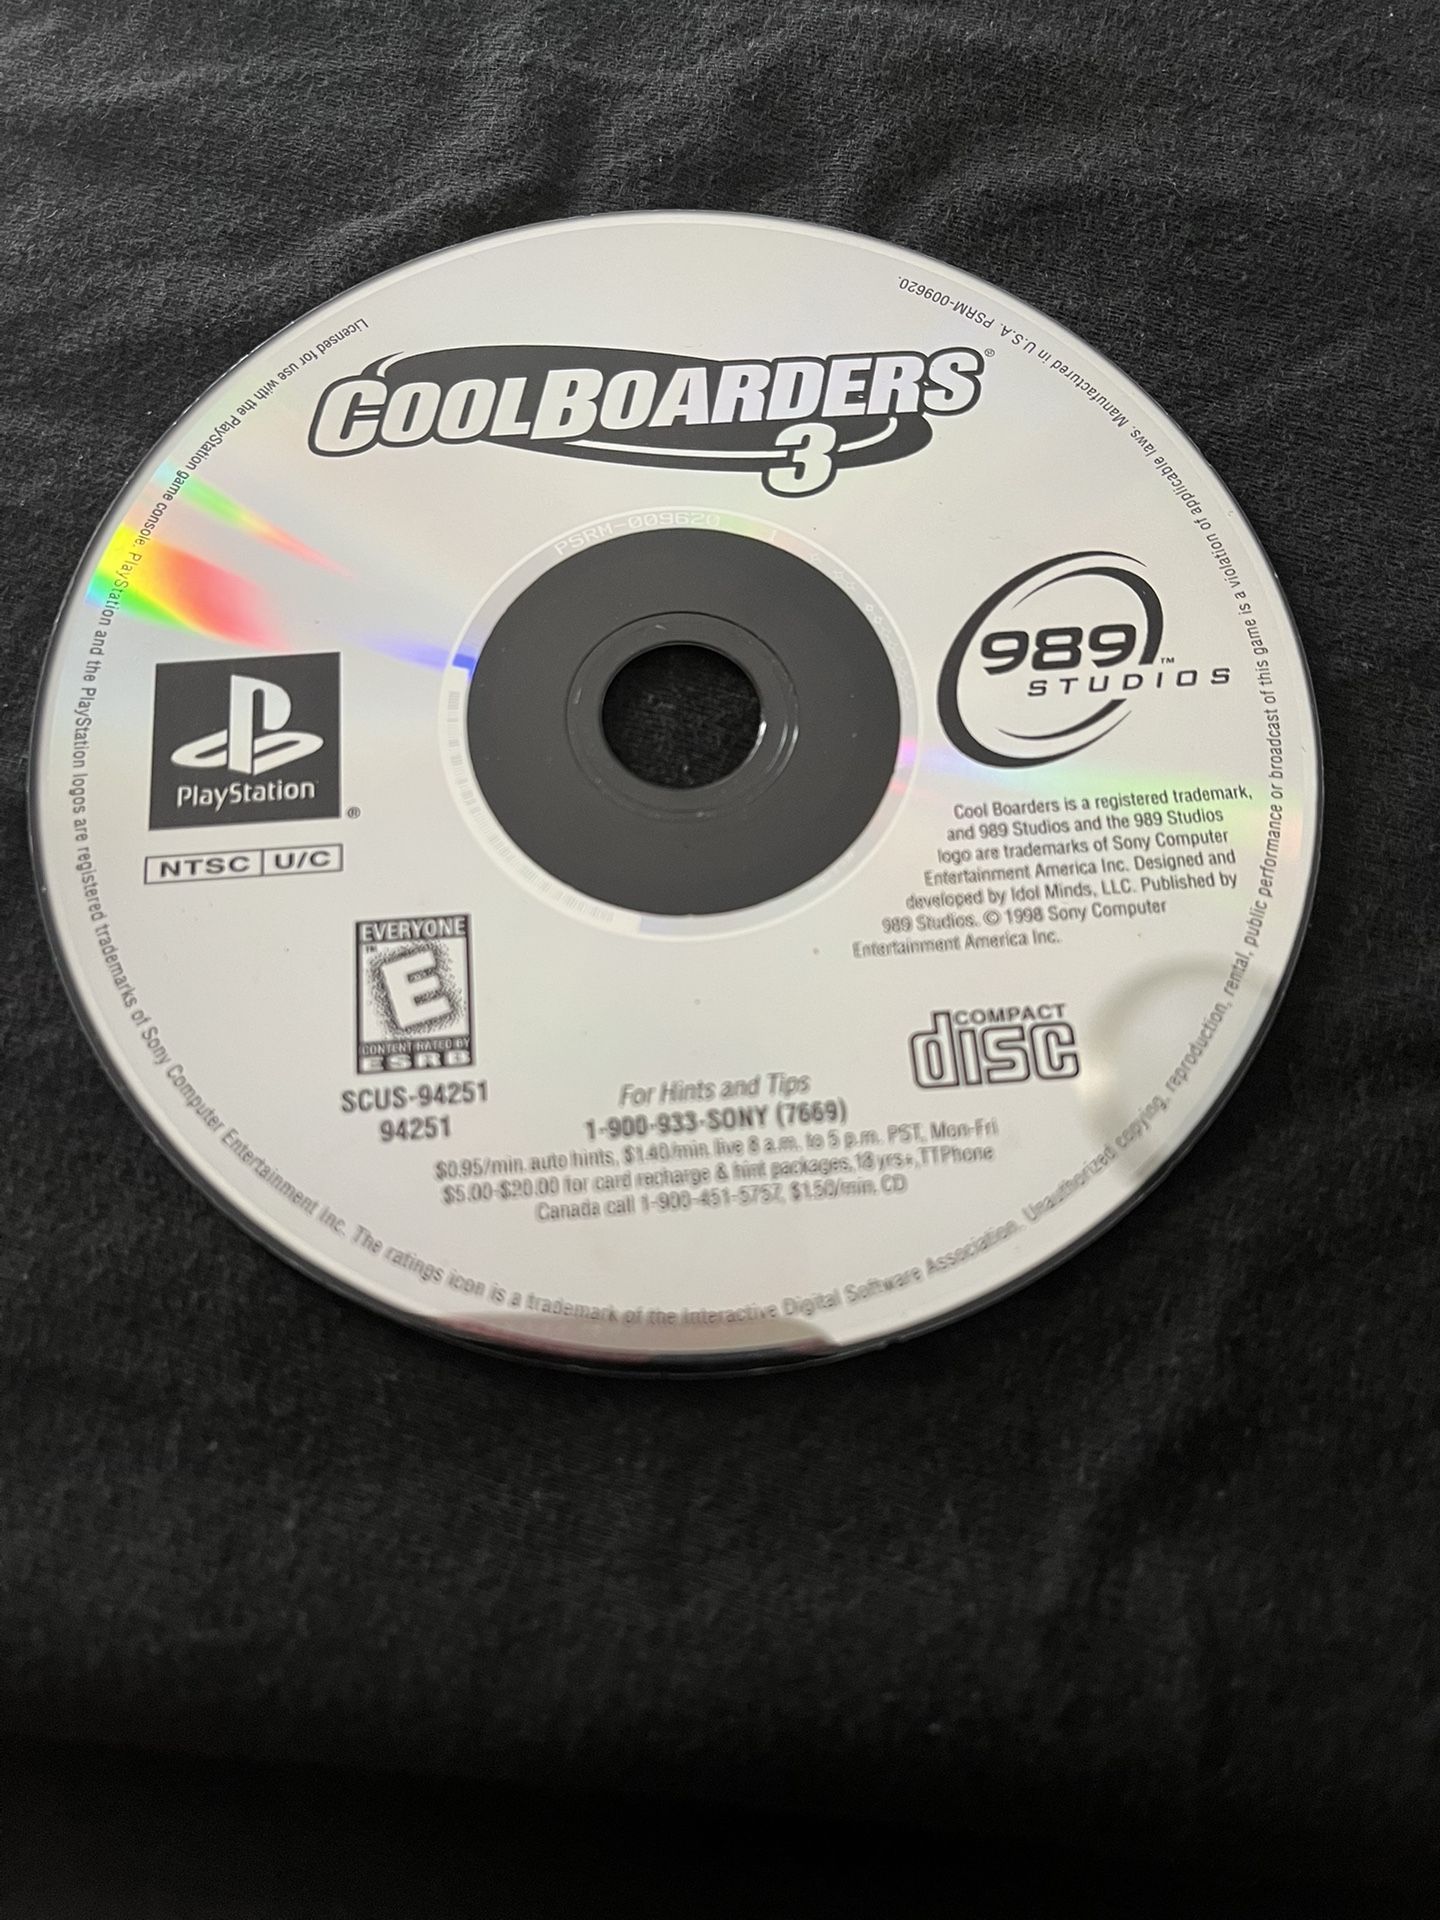 COOLBOARDERS®
3
PSRM-009620
989™
STUDIOS
PlayStation
®
NTSC U/C
Cool Boarders is a registered trademark,
and 989 Studios and the 989 Studios
logo are trademarks of Sony Computer
Entertainment America Inc. Designed and
developed by Idol Minds, LLC. Published by
989 Studios. © 1998 Sony Computer
Entertainment America Inc.
EVERYONE
E
™
CONTENT RATED BY
ESRB
SCUS-94251
94251
COMPACT
disc
For Hints and Tips
1-900-933-SONY (7669)
$0.95/min. auto hints, $1.40/min. live 8 a.m. to 5 p.m. PST, Mon-Fri
$5.00-$20.00 for card recharge & hint packages, 18 yrs+, TTPhone
Canada call 1-900-451-5757, $1.50/min. CD
Licensed for use with the PlayStation game console. PlayStation and the PlayStation logos are registered trademarks of Sony Computer Entertainment Inc. The ratings icon is a trademark of the Interactive Digital Software Association. Unauthorized copying, reproduction, rental, public performance or broadcast of this game is a violation of applicable laws. Manufactured in U.S.A. PSRM-009620.